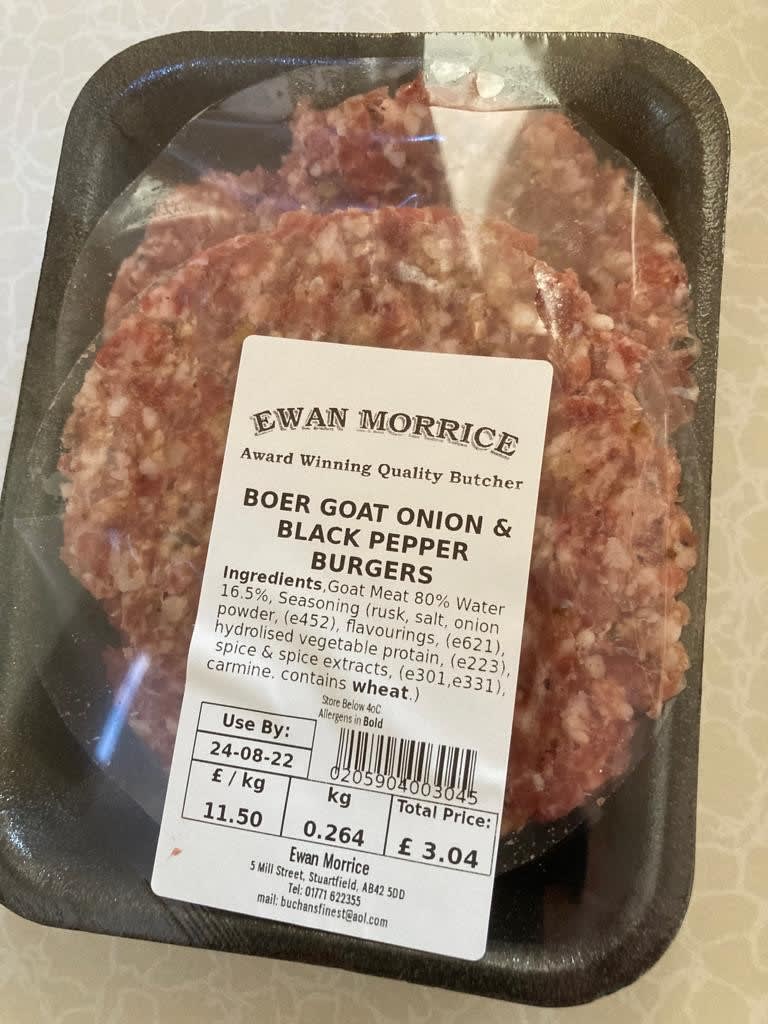 EWAN MORRICE
Award Winning Quality Butcher
BOER GOAT ONION &
BLACK PEPPER
BURGERS
Ingredients,Goat Meat 80% Water
16.5%, Seasoning (rusk, salt, onion
powder, (e452), flavourings, (e621),
hydrolised vegetable protain, (e223),
spice & spice extracts, (e301,e331),
carmine. contains wheat.)
Store Below 4oC
Allergens in Bold
Use By:
24-08-22
0205904003045
£ / kg
11.50
kg
0.264
Total Price:
£ 3.04
Ewan Morrice
5 Mill Street, Stuartfield, AB42 5DD
Tel: 01771 622355
mail: buchansfinest@aol.com